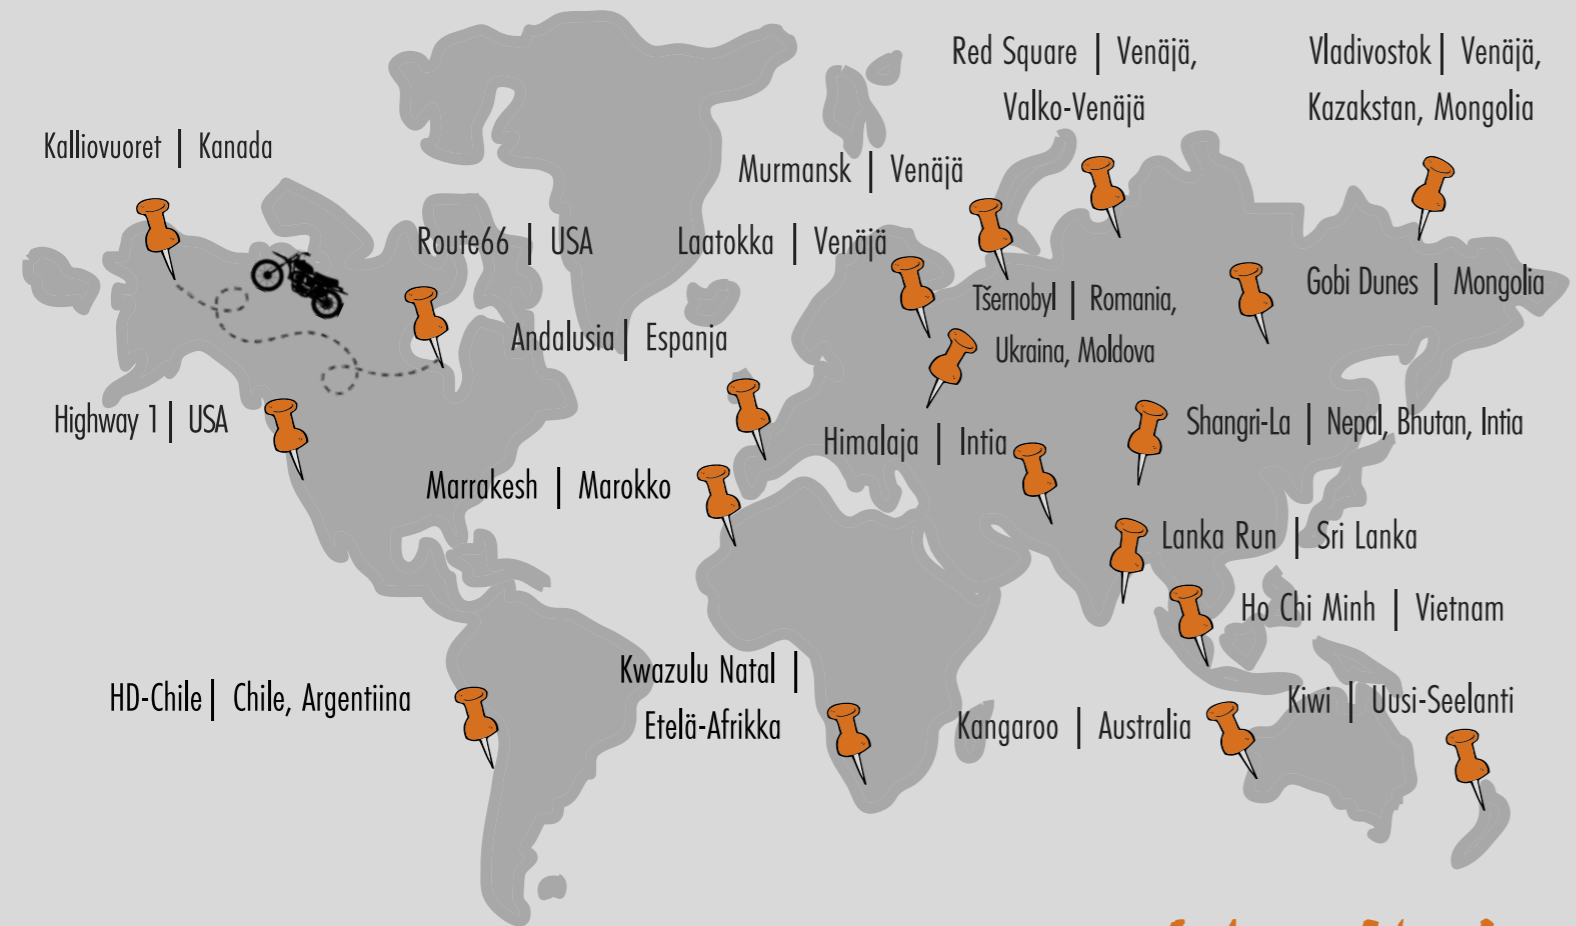 Red Square | Venäjä,
Valko-Venäjä
Vladivostok | Venäjä,
Kazakstan, Mongolia
Kalliovuoret | Kanada
Murmansk | Venäjä
Route66 | USA
Laatokka | Venäjä
Gobi Dunes | Mongolia
Tšernobyl | Romania,
Ukraina, Moldova
Andalusia | Espanja
Highway 1 | USA
Shangri-La | Nepal, Bhutan, Intia
Himalaja | Intia
Marrakesh | Marokko
Lanka Run | Sri Lanka
Ho Chi Minh | Vietnam
Kwazulu Natal |
Etelä-Afrikka
HD-Chile | Chile, Argentiina
Kiwi | Uusi-Seelanti
Kangaroo | Australia